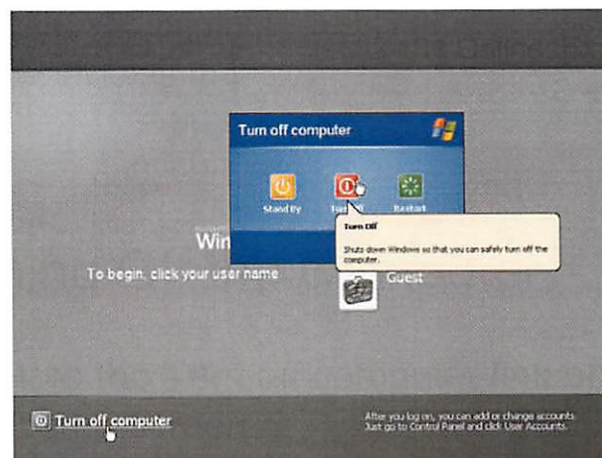 Turn off computer
Stand By
Restart
Turn Off
Shuts down Windows so that you can safely turn off the
computer.
To begin, click your user name
Guest
Turn off computer
After you log on, you can add or change accounts.
Just go to Control Panel and click User Accounts.